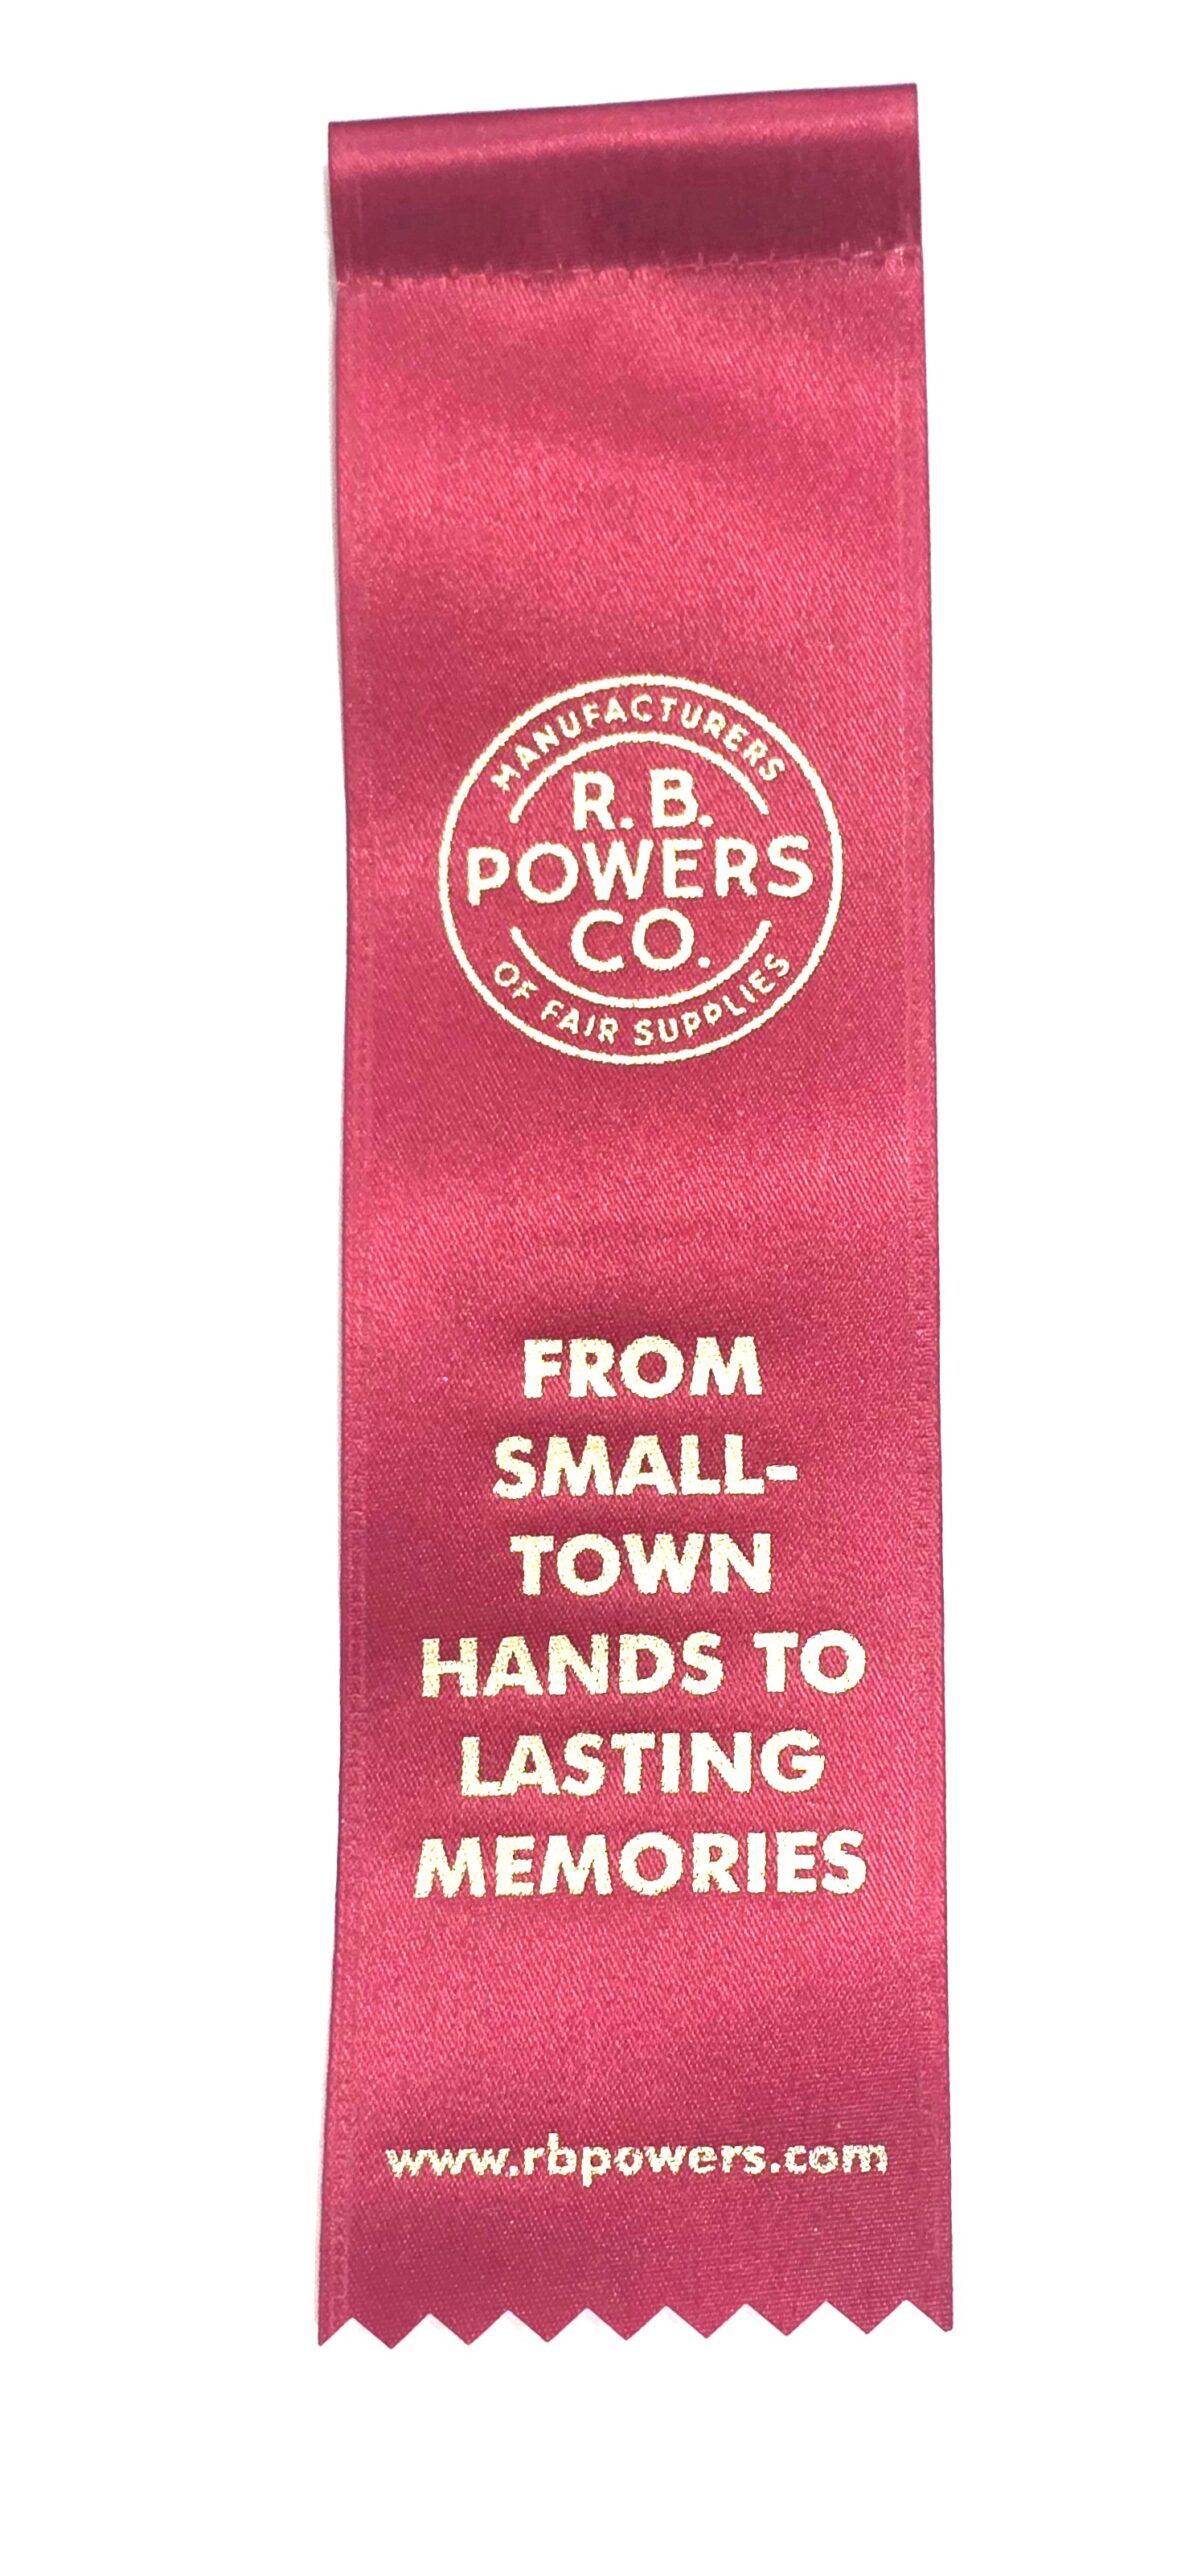 MANUFACTURERS
R. B.
POWERS
CO.
OF FAIR SUPPLIES
FROM
SMALL-
TOWN
HANDS TO
LASTING
MEMORIES
www.rbpowers.com